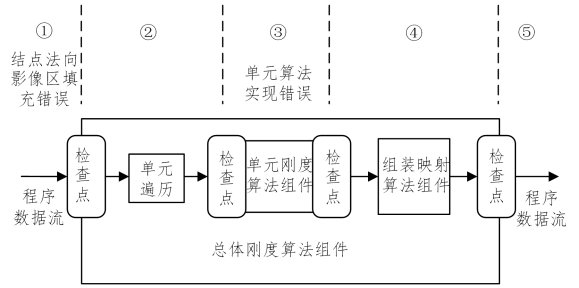 ①
②
③
④
⑤
结点法向
影像区填
充错误
单元算法
实现错误
检查点
单元
遍历
检查点
单元刚度
算法组件
检查点
组装映射
算法组件
检查点
程序
数据流
程序
数据流
总体刚度算法组件